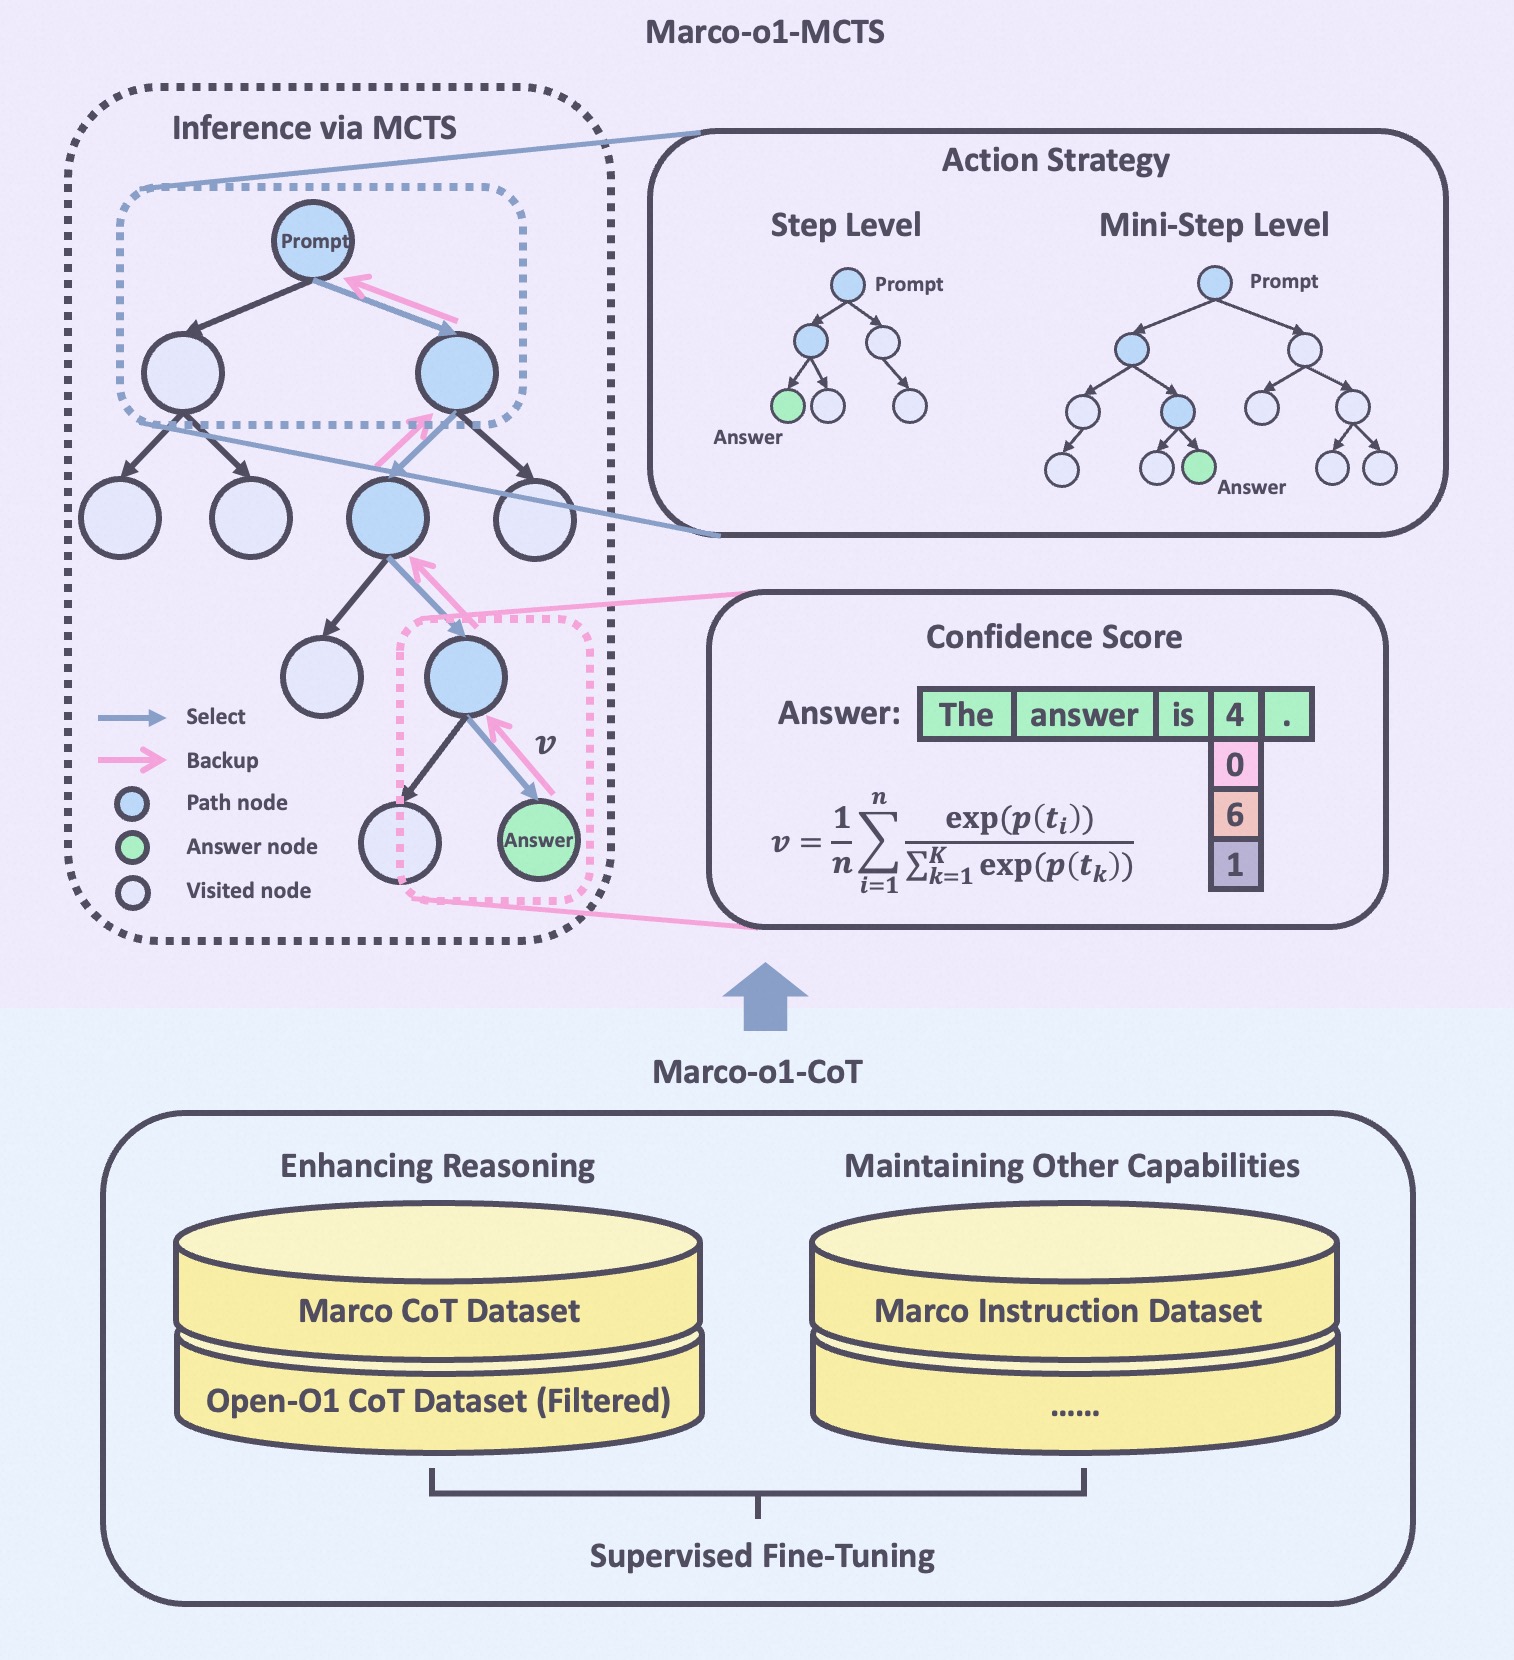 Marco-o1-MCTS
Inference via MCTS
Prompt
v
Answer
Select
Backup
Path node
Answer node
Visited node
Action Strategy
Step Level
Prompt
Answer
Mini-Step Level
Prompt
Answer
Confidence Score
Answer: The answer is 4 .
0
6
1
v = \frac{1}{n} \sum_{i=1}^{n} \frac{exp(p(t_i))}{\sum_{k=1}^{K} exp(p(t_k))}
Marco-o1-CoT
Enhancing Reasoning
Marco CoT Dataset
Open-O1 CoT Dataset (Filtered)
Maintaining Other Capabilities
Marco Instruction Dataset
......
Supervised Fine-Tuning